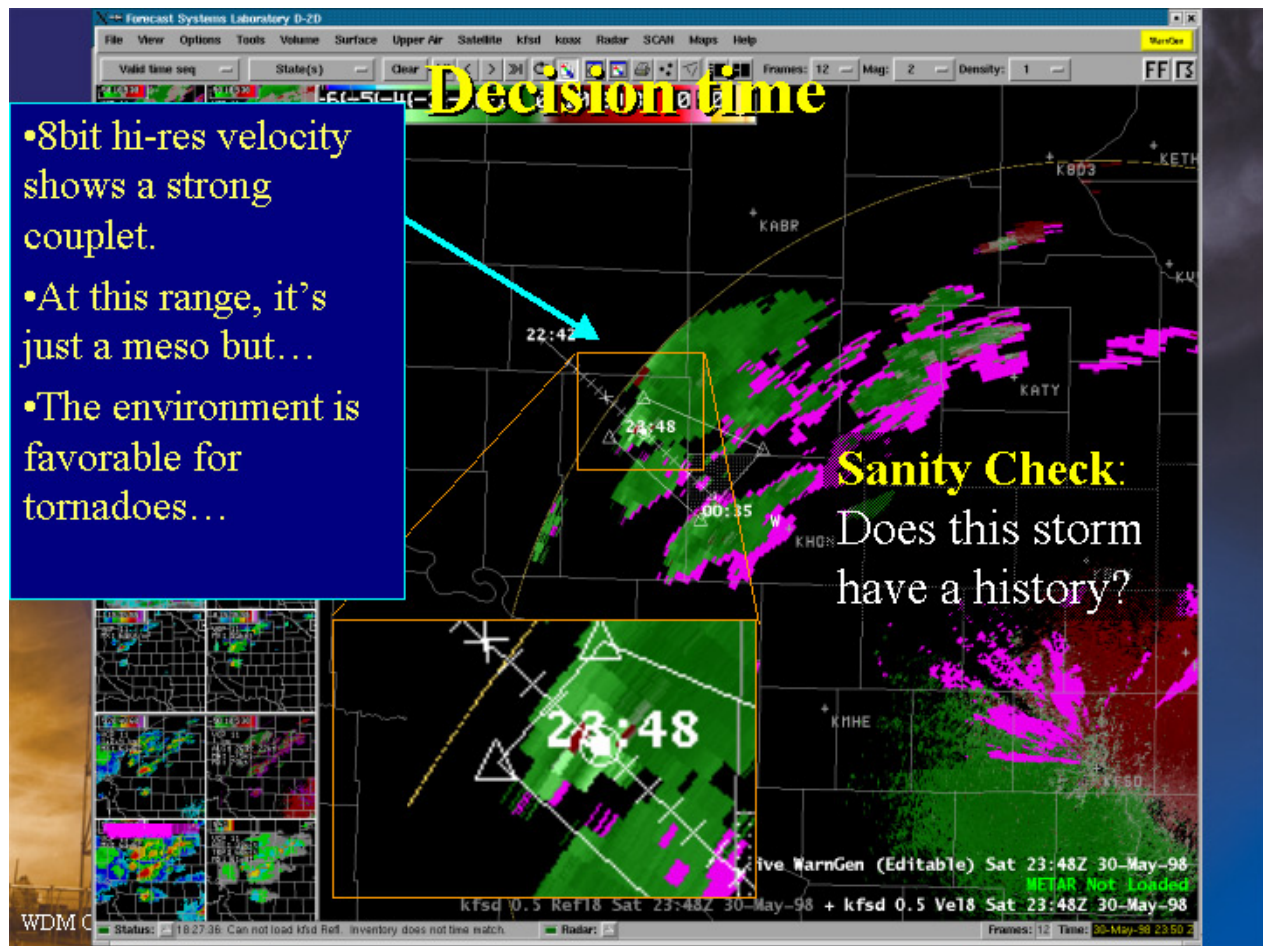 Forecast Systems Laboratory D-2D
File View Options Tools Volume Surface Upper Air Satellite kfsd koax Radar SCAN Maps Help
WarnGen
Valid time seq State(s) Clear Frames: 12 Mag: 2 Density: 1 FF
Decision time
•8bit hi-res velocity
shows a strong
couplet.
•At this range, it's
just a meso but…
•The environment is
favorable for
tornadoes…
K8D3
KETH
KABR
22:42
KATY
23:48
Sanity Check:
00:35
W
Does this storm
have a history?
23:48
KMHE
KFSD
ive WarnGen (Editable) Sat 23:48Z 30-May-98
METAR Not Loaded
kfsd 0.5 Refl8 Sat 23:48Z 30-May-98 + kfsd 0.5 Vel8 Sat 23:48Z 30-May-98
WDM
Status: 18:27:36 Can not load kfsd Refl. Inventory does not time match. Radar: Frames: 12 Time: 30-May-98 23:50 Z